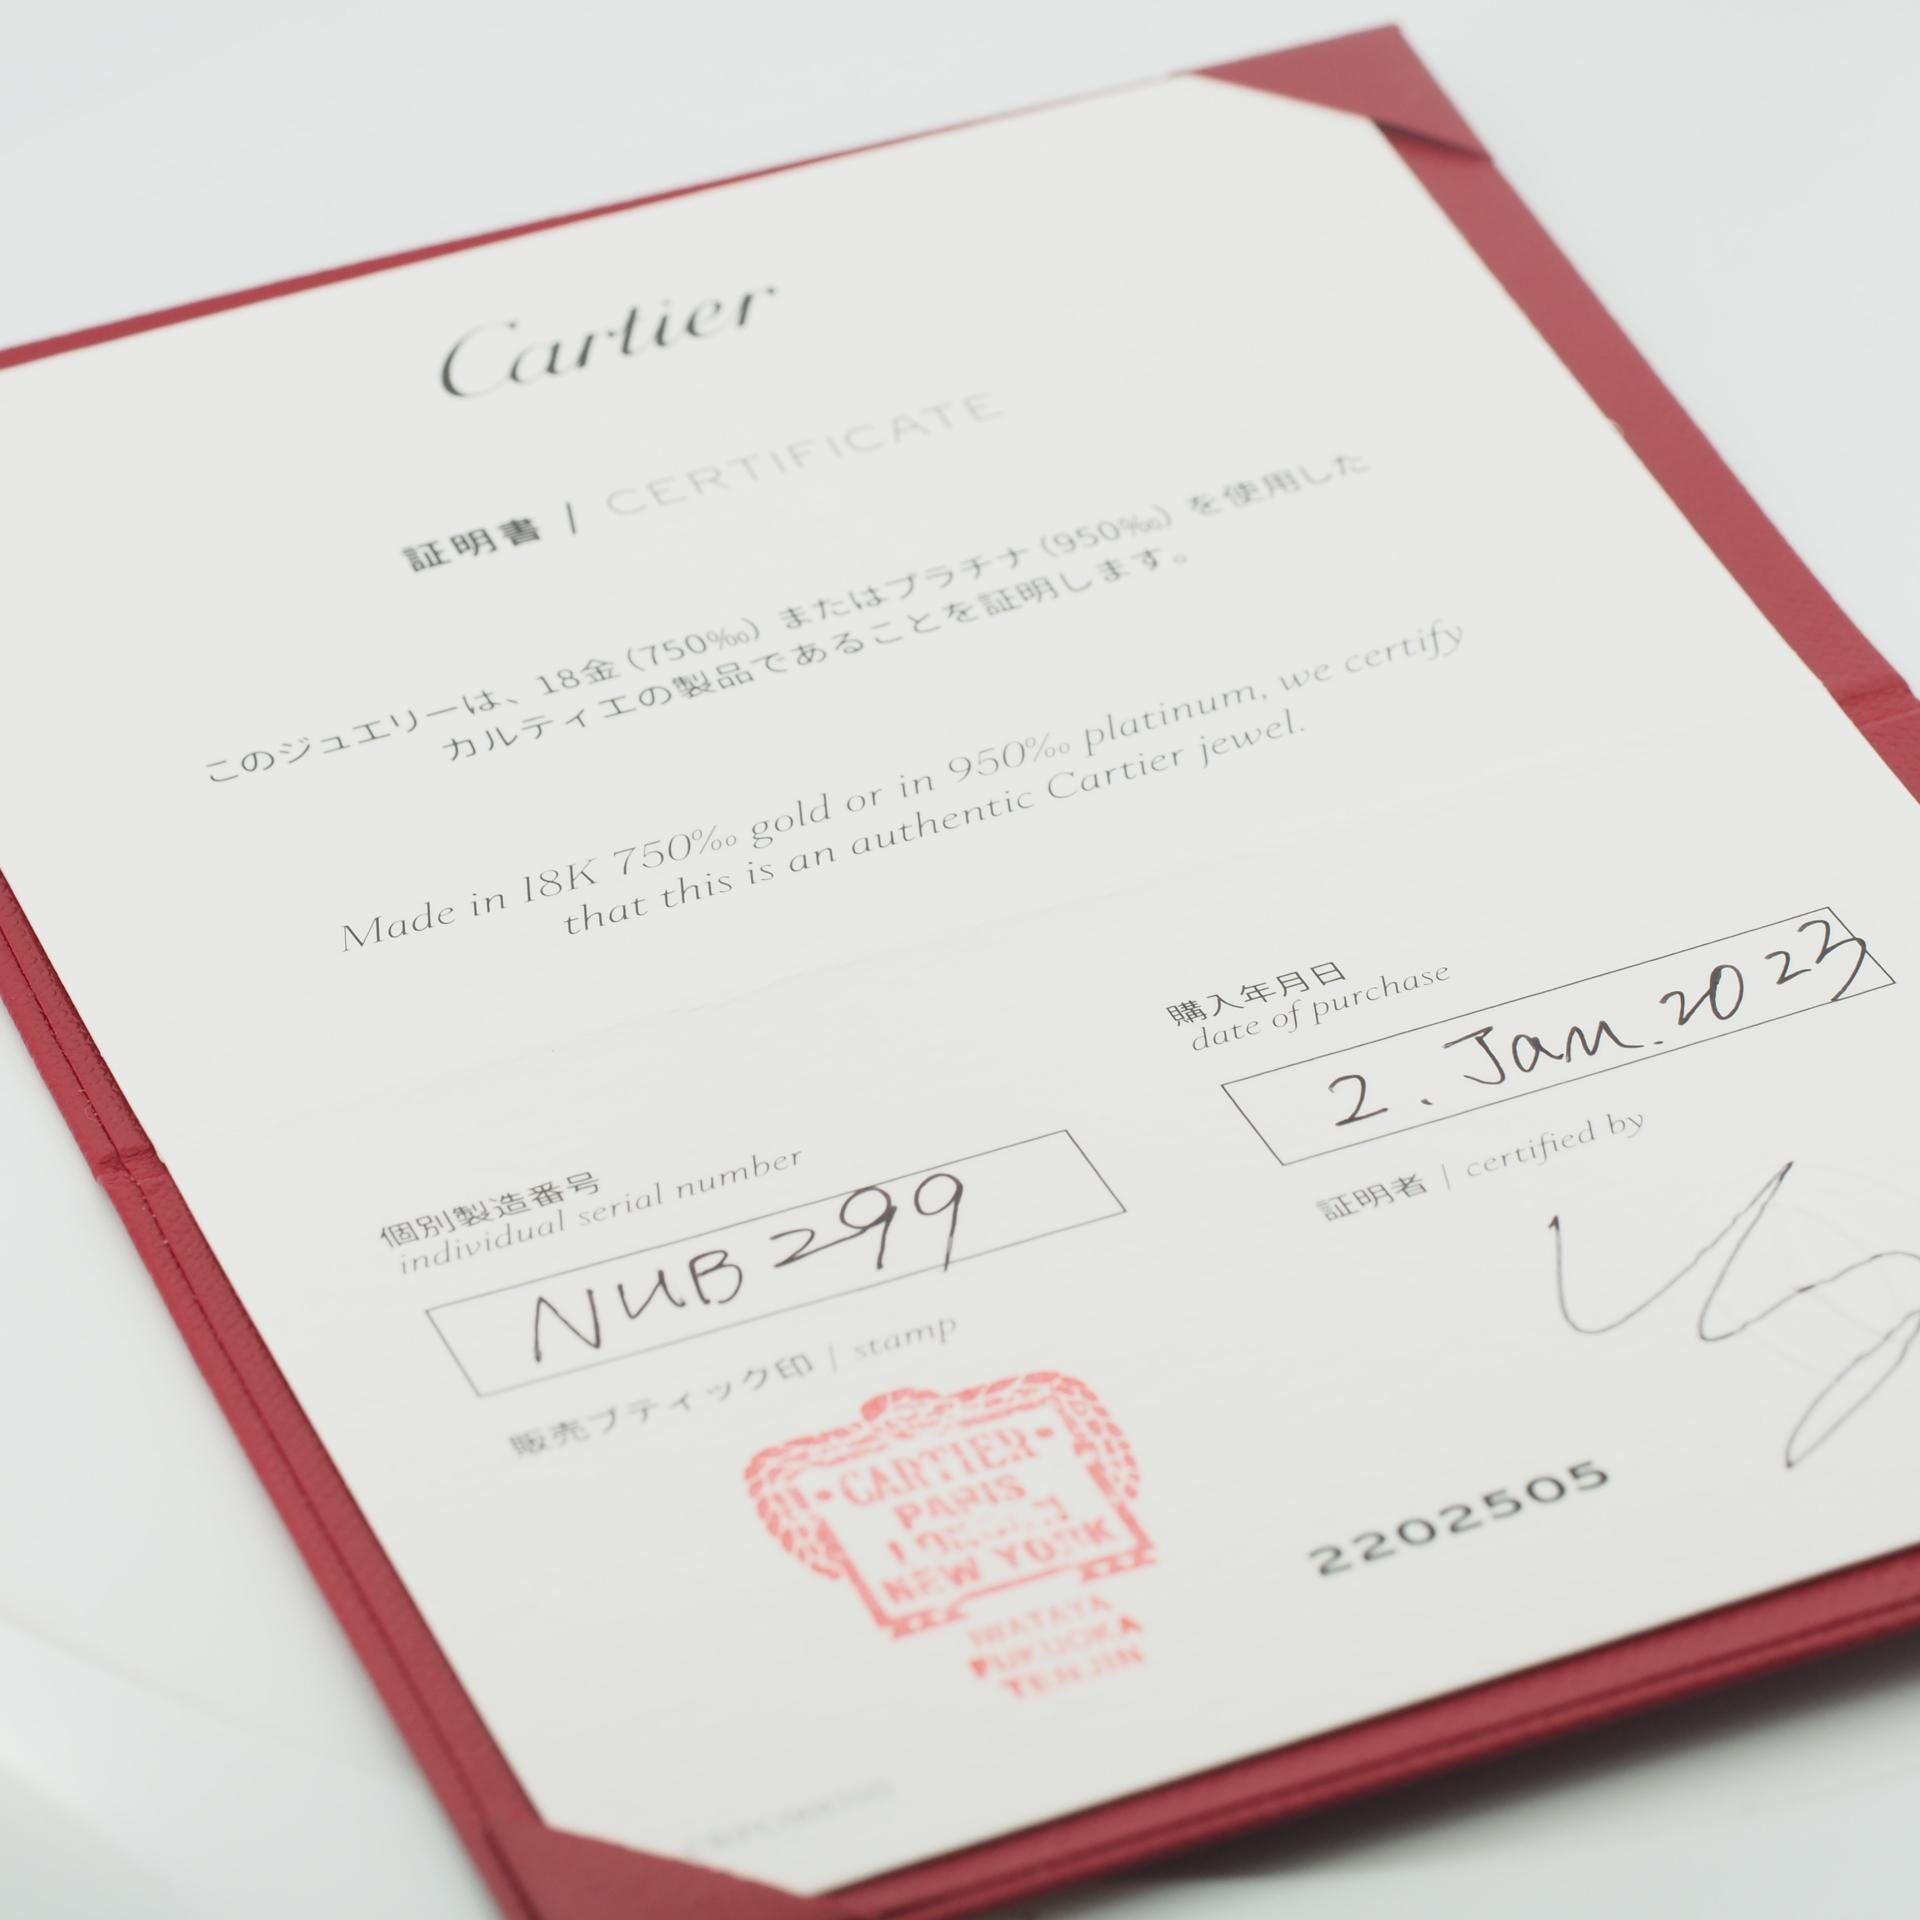 Cartier
証明書 | CERTIFICATE
このジュエリーは、18金(750‰)またはプラチナ(950‰)を使用した
カルティエの製品であることを証明します。
Made in 18K 750‰ gold or in 950‰ platinum, we certify
that this is an authentic Cartier jewel.
購入年月日
date of purchase
2. Jan. 2023
個別製造番号
individual serial number
NUB299
証明者 | certified by
販売ブティック印 | stamp
CARTIER
PARIS
LONDON
NEW YORK
IWATAYA
FUKUOKA
TENJIN
2202505